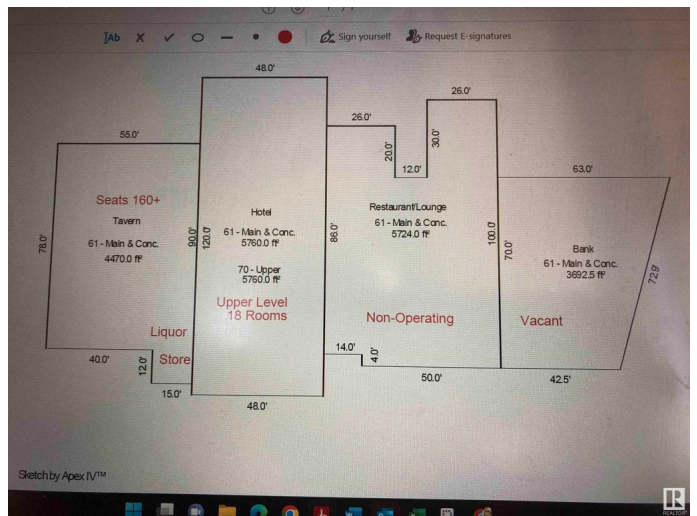 Ab
Sign yourself
Request E-signatures
48.0'
26.0'
26.0'
55.0'
20.0'
30.0'
12.0'
63.0'
Seats 160+
Tavern
61 - Main & Conc.
4470.0 ft²
78.0'
90.0'
120.0'
Hotel
61 - Main & Conc.
5760.0 ft²
70 - Upper
5760.0 ft²
Upper Level
18 Rooms
86.0'
Restaurant/Lounge
61 - Main & Conc.
5724.0 ft²
100.0'
70.0'
Bank
61 - Main & Conc.
3692.5 ft²
72.9'
Non-Operating
Vacant
Liquor
Store
40.0'
12.0'
15.0'
48.0'
14.0'
4.0'
50.0'
42.5'
Sketch by Apex IV™
R
REALTOR®